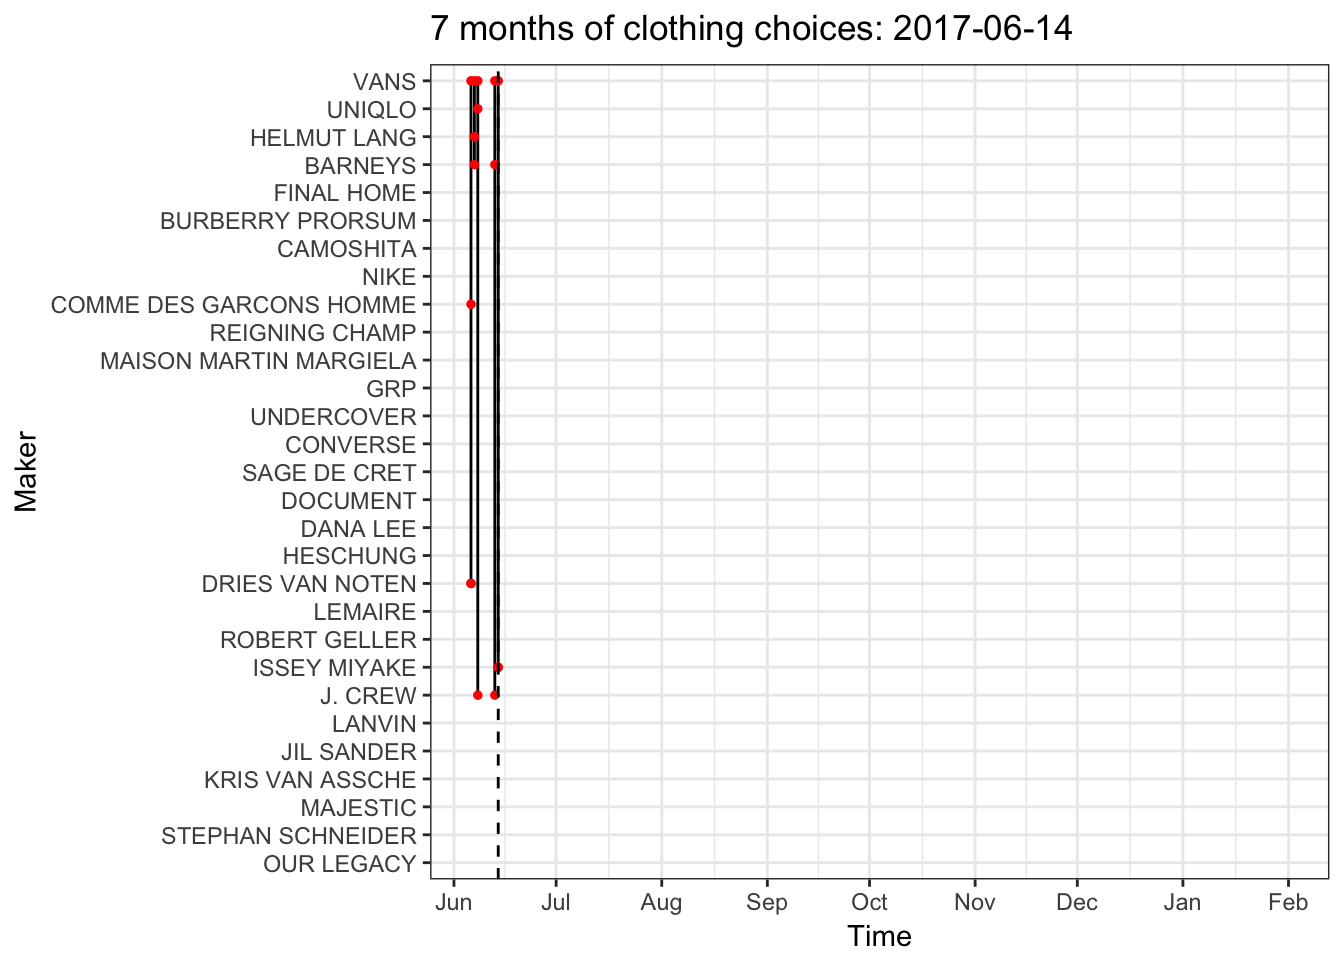 7 months of clothing choices: 2017-06-14
VANS
UNIQLO
HELMUT LANG
BARNEYS
FINAL HOME
BURBERRY PRORSUM
CAMOSHITA
NIKE
COMME DES GARCONS HOMME
REIGNING CHAMP
MAISON MARTIN MARGIELA
GRP
UNDERCOVER
CONVERSE
SAGE DE CRET
DOCUMENT
DANA LEE
HESCHUNG
DRIES VAN NOTEN
LEMAIRE
ROBERT GELLER
ISSEY MIYAKE
J. CREW
LANVIN
JIL SANDER
KRIS VAN ASSCHE
MAJESTIC
STEPHAN SCHNEIDER
OUR LEGACY
Maker
Jun Jul Aug Sep Oct Nov Dec Jan Feb
Time